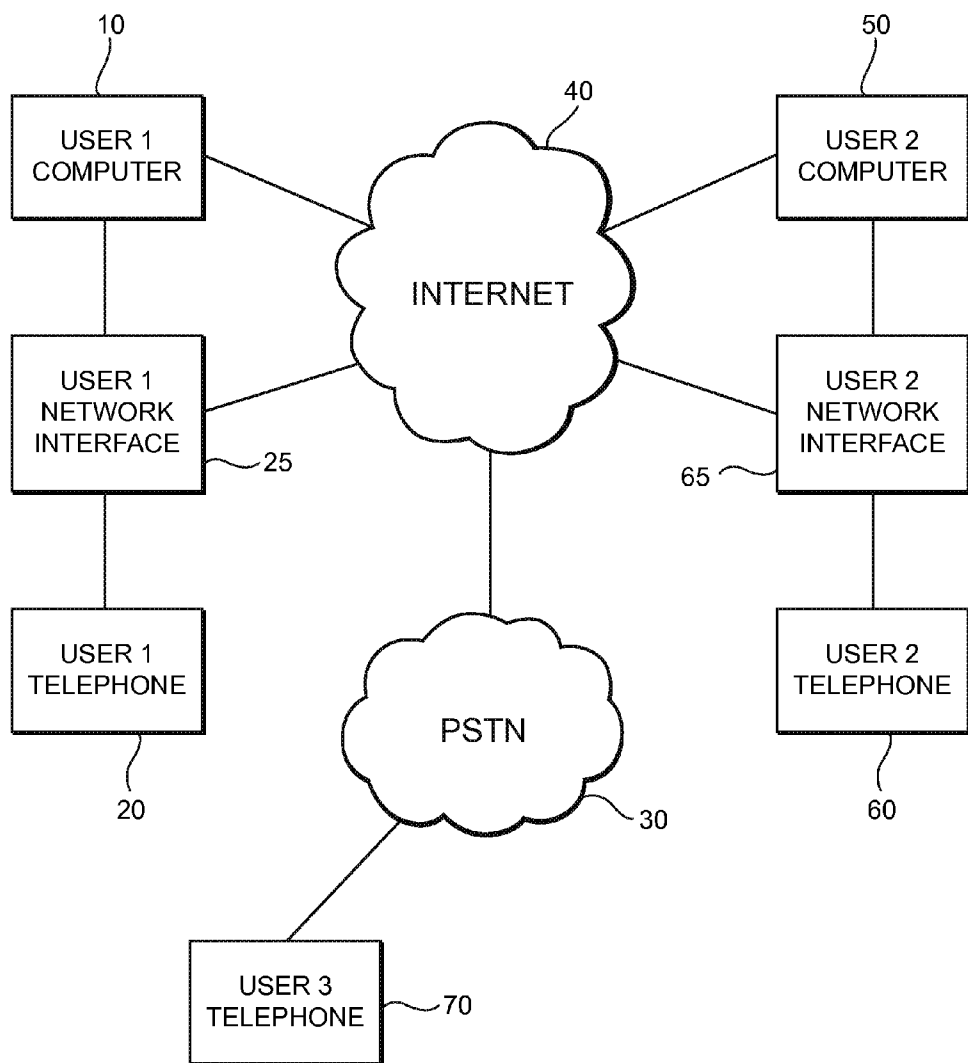 10
50
40
USER 1
COMPUTER
USER 2
COMPUTER
INTERNET
USER 1
NETWORK
INTERFACE
25
USER 2
NETWORK
INTERFACE
65
USER 1
TELEPHONE
20
PSTN
30
USER 2
TELEPHONE
60
USER 3
TELEPHONE
70